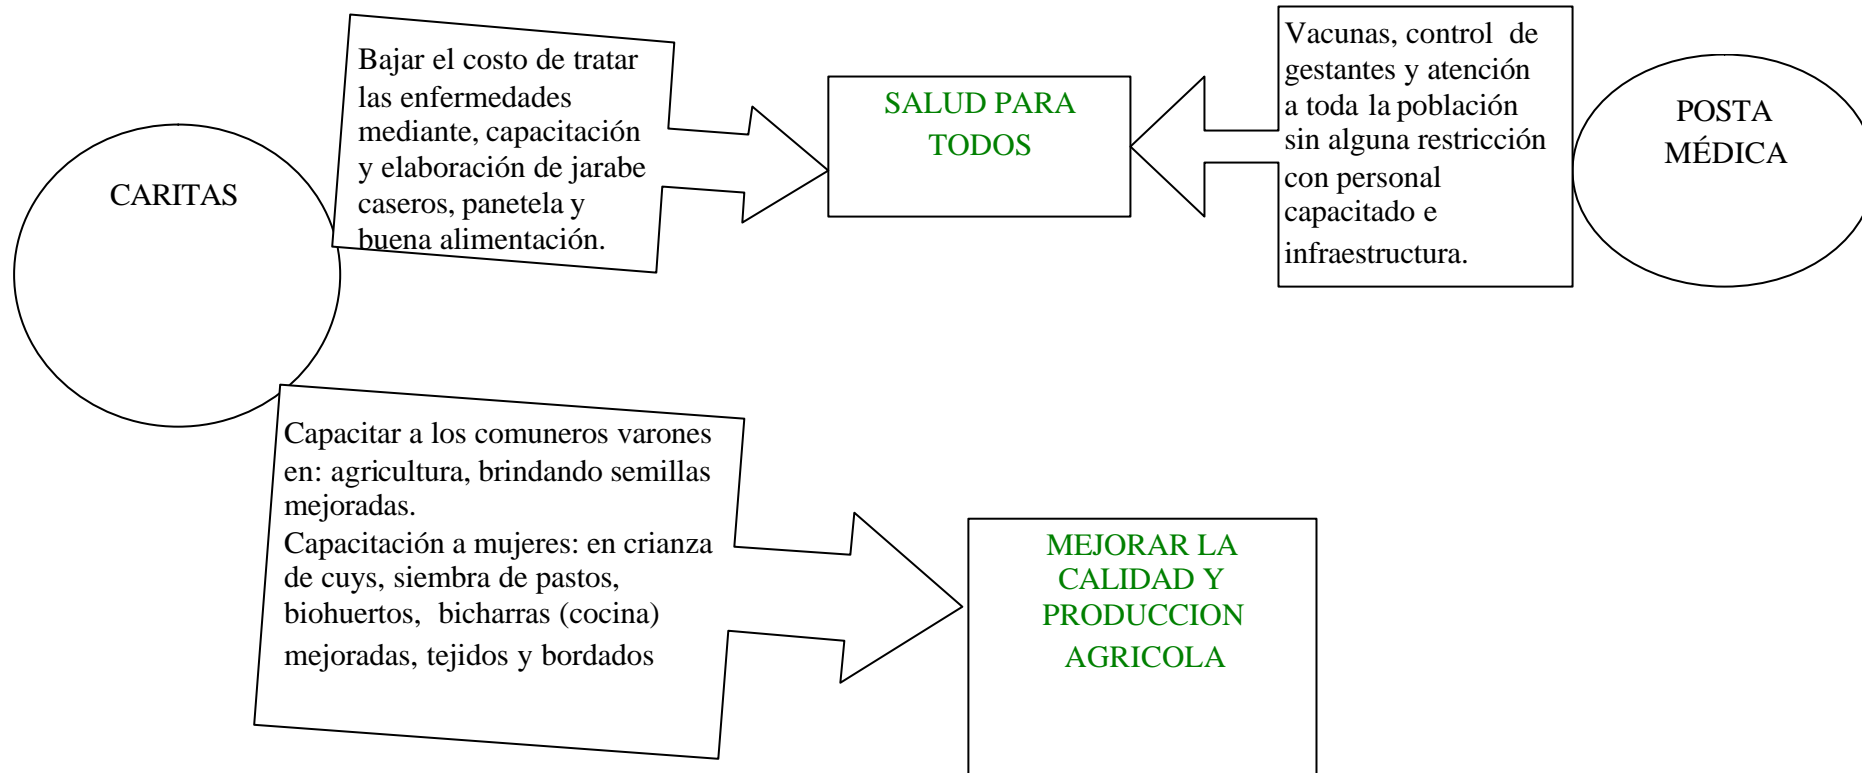 CARITAS
Bajar el costo de tratar
las enfermedades
mediante, capacitación
y elaboración de jarabe
caseros, panetela y
buena alimentación.
SALUD PARA
TODOS
Vacunas, control de
gestantes y atención
a toda la población
sin alguna restricción
con personal
capacitado e
infraestructura.
POSTA
MÉDICA
Capacitar a los comuneros varones
en: agricultura, brindando semillas
mejoradas.
Capacitación a mujeres: en crianza
de cuys, siembra de pastos,
biohuertos, bicharras (cocina)
mejoradas, tejidos y bordados
MEJORAR LA
CALIDAD Y
PRODUCCION
AGRICOLA